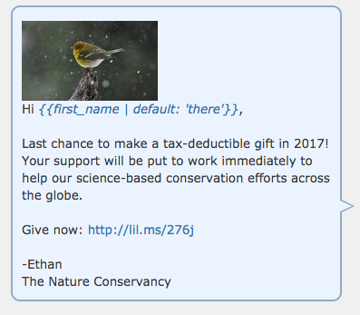 Hi {{first_name | default: 'there'}},
Last chance to make a tax-deductible gift in 2017!
Your support will be put to work immediately to
help our science-based conservation efforts across
the globe.
Give now: http://lil.ms/276j
-Ethan
The Nature Conservancy